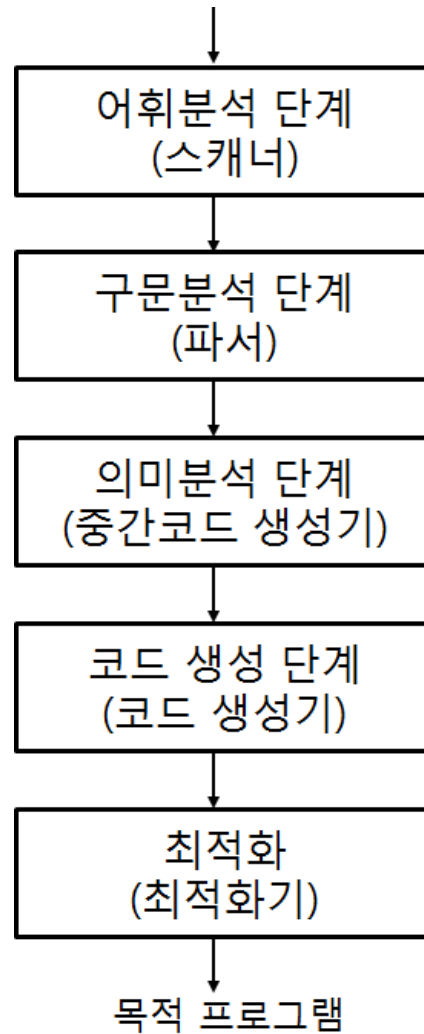 어휘분석 단계
(스캐너)
구문분석 단계
(파서)
의미분석 단계
(중간코드 생성기)
코드 생성 단계
(코드 생성기)
최적화
(최적화기)
목적 프로그램